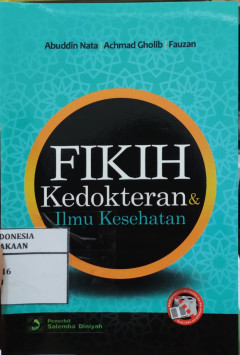 Abuddin Nata Achmad Gholib Fauzan
FIKIH
Kedokteran &
Ilmu Kesehatan
DONESIA
AKAAN
16
Penerbit
Salemba Diniyah